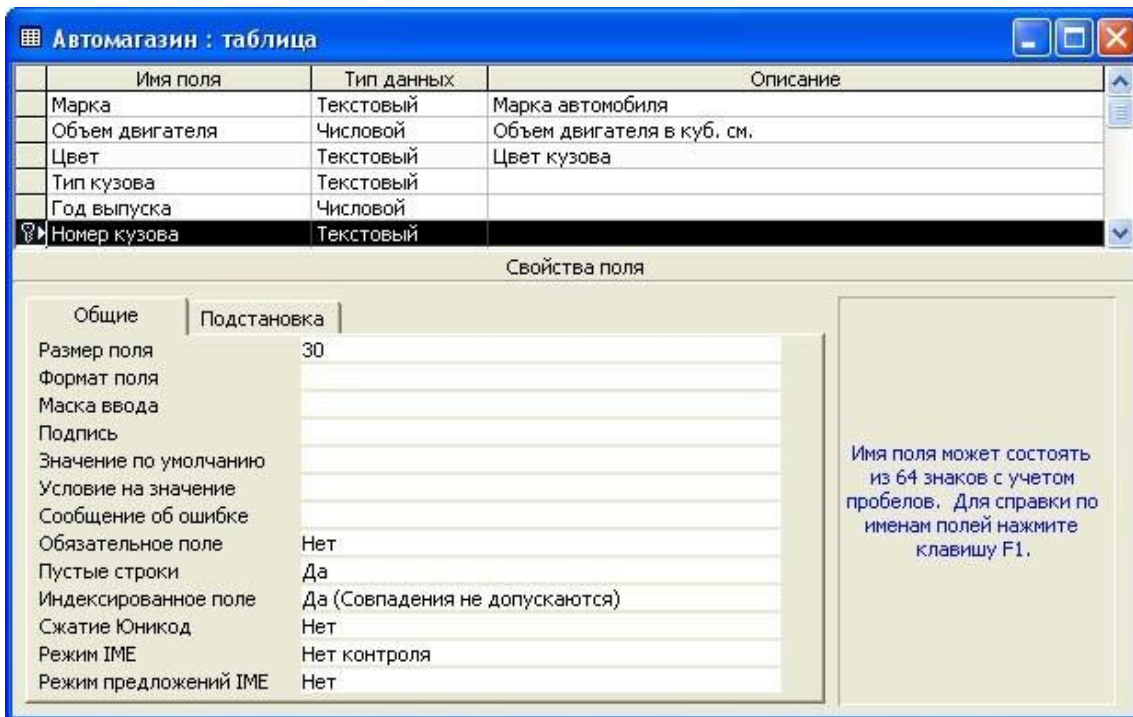 Автомагазин : таблица
Имя поля Тип данных Описание
Марка Текстовый Марка автомобиля
Объем двигателя Числовой Объем двигателя в куб. см.
Цвет Текстовый Цвет кузова
Тип кузова Текстовый
Год выпуска Числовой
Номер кузова Текстовый
Свойства поля
Общие Подстановка
Размер поля 30
Формат поля
Маска ввода
Подпись
Значение по умолчанию
Условие на значение
Сообщение об ошибке
Обязательное поле Нет
Пустые строки Да
Индексированное поле Да (Совпадения не допускаются)
Сжатие Юникод Нет
Режим IME Нет контроля
Режим предложений IME Нет
Имя поля может состоять
из 64 знаков с учетом
пробелов. Для справки по
именам полей нажмите
клавишу F1.